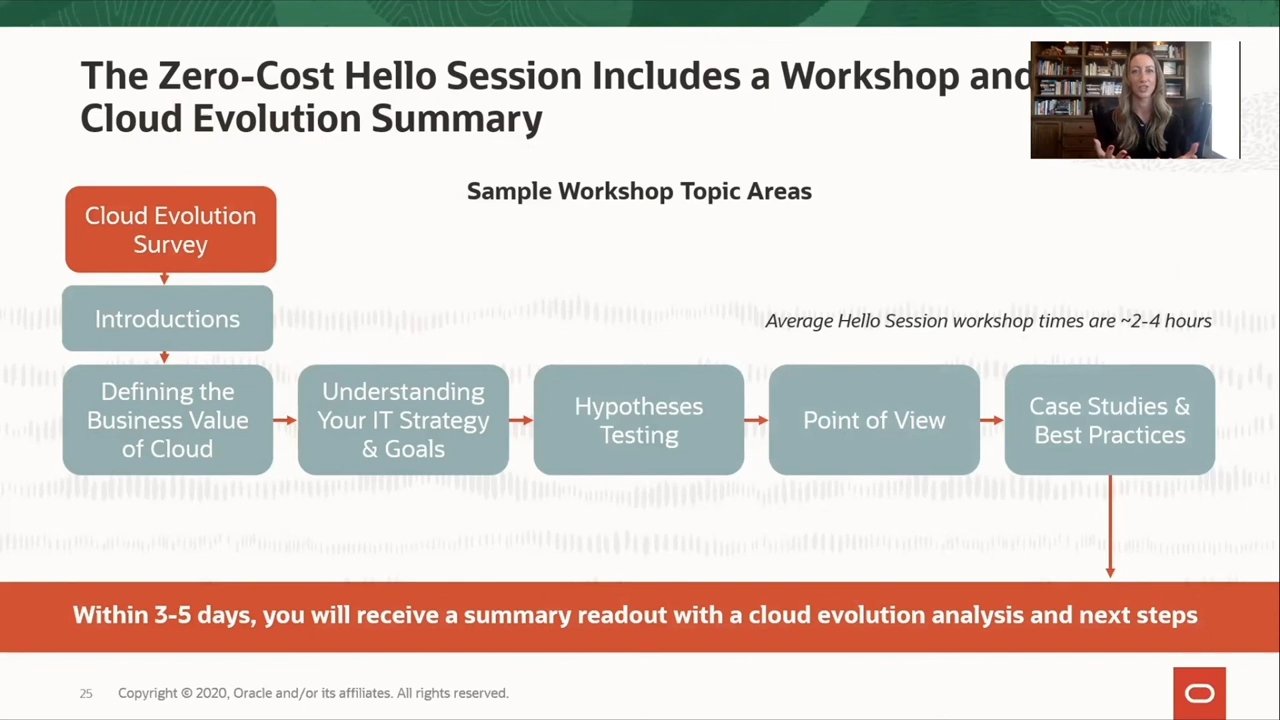 The Zero-Cost Hello Session Includes a Workshop and
Cloud Evolution Summary
Sample Workshop Topic Areas
Cloud Evolution
Survey
Introductions
Average Hello Session workshop times are ~2-4 hours
Defining the
Business Value
of Cloud
Understanding
Your IT Strategy
& Goals
Hypotheses
Testing
Point of View
Case Studies &
Best Practices
Within 3-5 days, you will receive a summary readout with a cloud evolution analysis and next steps
25
Copyright © 2020, Oracle and/or its affiliates. All rights reserved.